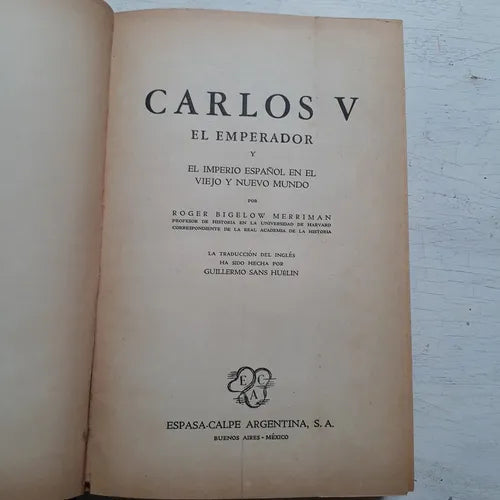 CARLOS V
EL EMPERADOR
Y
EL IMPERIO ESPAÑOL EN EL
VIEJO Y NUEVO MUNDO
POR
ROGER BIGELOW MERRIMAN
PROFESOR DE HISTORIA EN LA UNIVERSIDAD DE HARVARD
CORRESPONDIENTE DE LA REAL ACADEMIA DE LA HISTORIA
LA TRADUCCIÓN DEL INGLÉS
HA SIDO HECHA POR
GUILLERMO SANS HUELIN
E C
A
ESPASA-CALPE ARGENTINA, S. A.
BUENOS AIRES - MÉXICO